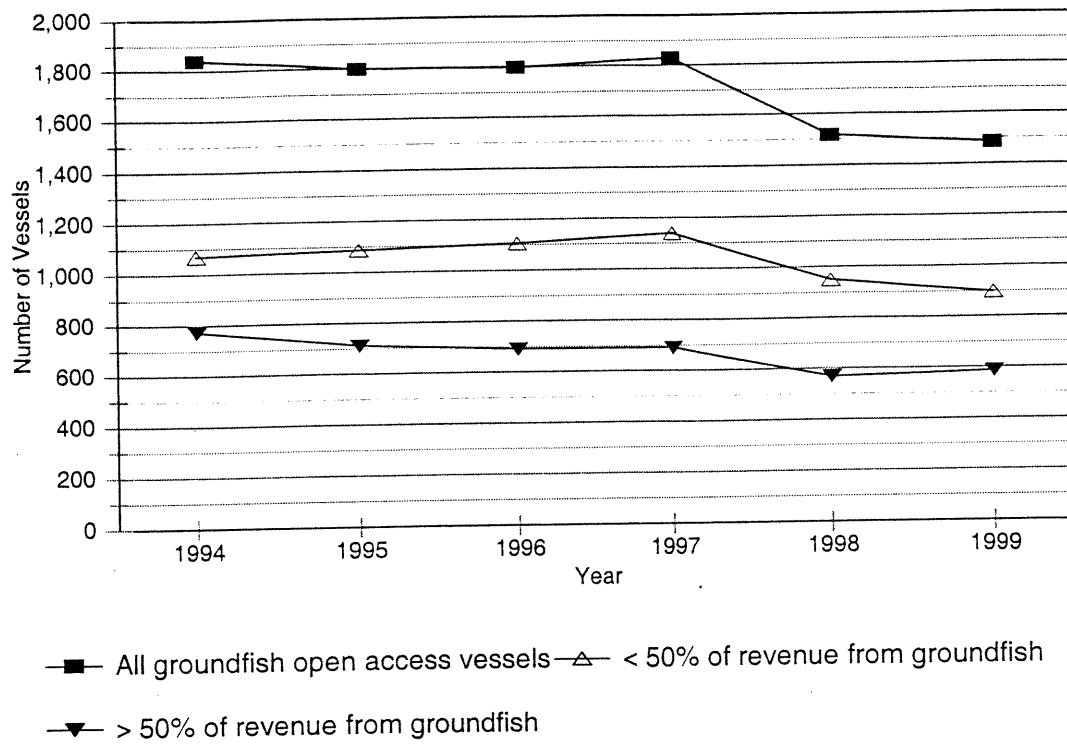 2,000
1,800
1,600
1,400
1,200
1,000
800
600
400
200
0
Number of Vessels
1994 1995 1996 1997 1998 1999
Year
All groundfish open access vessels < 50% of revenue from groundfish
> 50% of revenue from groundfish